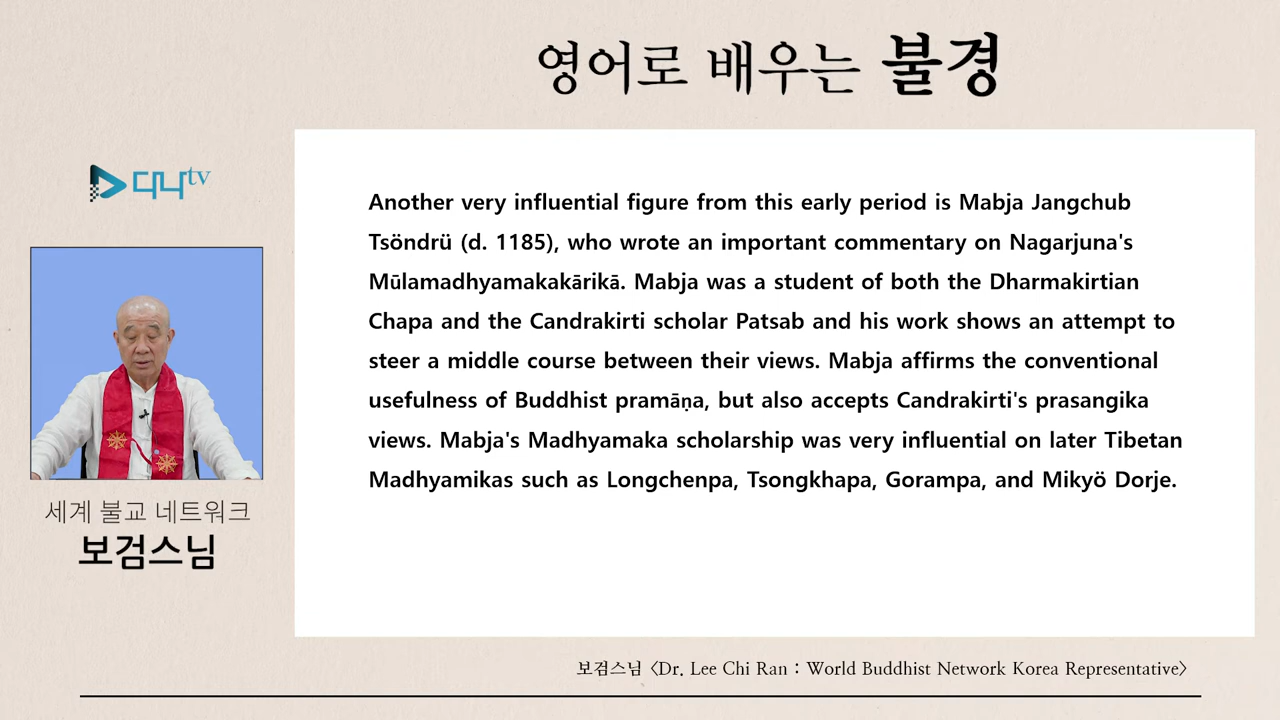 영어로 배우는 불경
디나tv
Another very influential figure from this early period is Mabja Jangchub
Tsöndrü (d. 1185), who wrote an important commentary on Nagarjuna's
Mūlamadhyamakakārikā. Mabja was a student of both the Dharmakirtian
Chapa and the Candrakirti scholar Patsab and his work shows an attempt to
steer a middle course between their views. Mabja affirms the conventional
usefulness of Buddhist pramāṇa, but also accepts Candrakirti's prasangika
views. Mabja's Madhyamaka scholarship was very influential on later Tibetan
Madhyamikas such as Longchenpa, Tsongkhapa, Gorampa, and Mikyö Dorje.
세계 불교 네트워크
보검스님
보검스님 〈Dr. Lee Chi Ran : World Buddhist Network Korea Representative〉